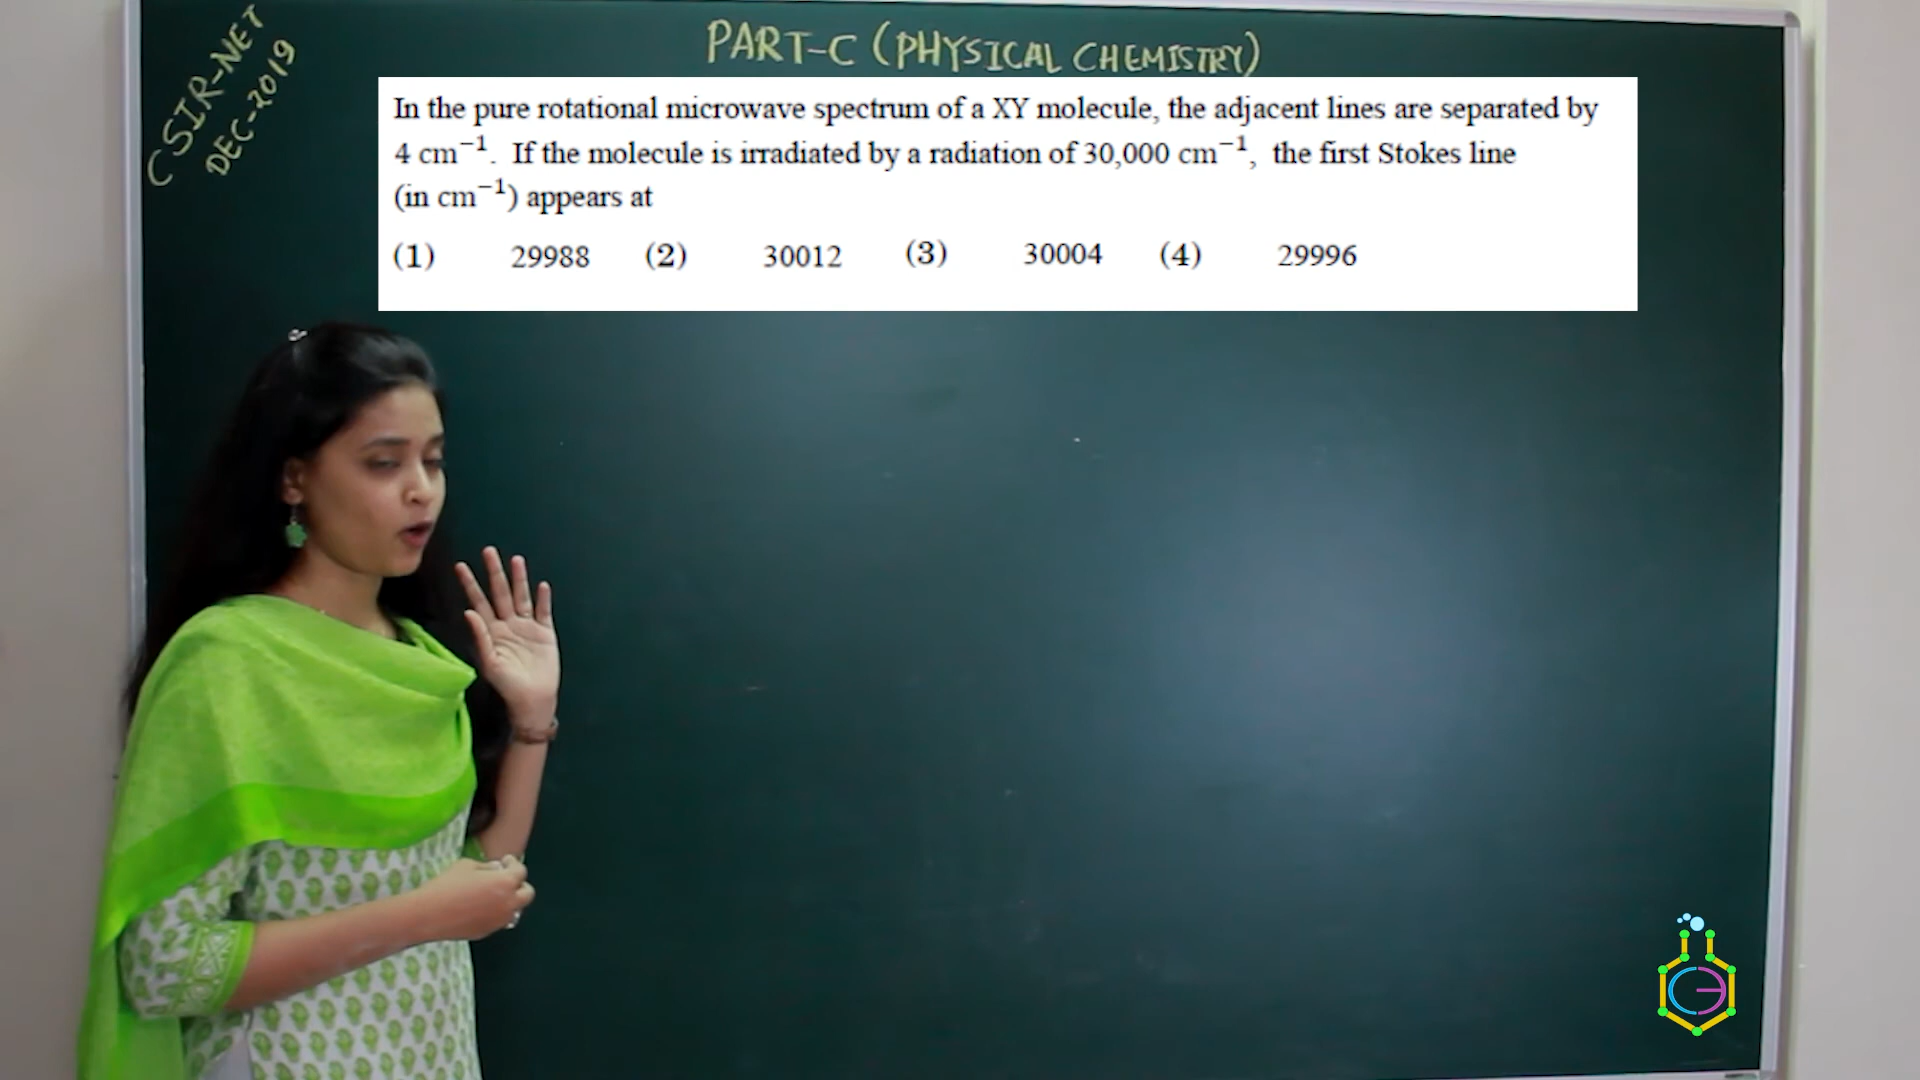 CSIR-NET
DEC-2019
PART-C (PHYSICAL CHEMISTRY)
In the pure rotational microwave spectrum of a XY molecule, the adjacent lines are separated by
4 cm⁻¹. If the molecule is irradiated by a radiation of 30,000 cm⁻¹, the first Stokes line
(in cm⁻¹) appears at
(1) 29988 (2) 30012 (3) 30004 (4) 29996